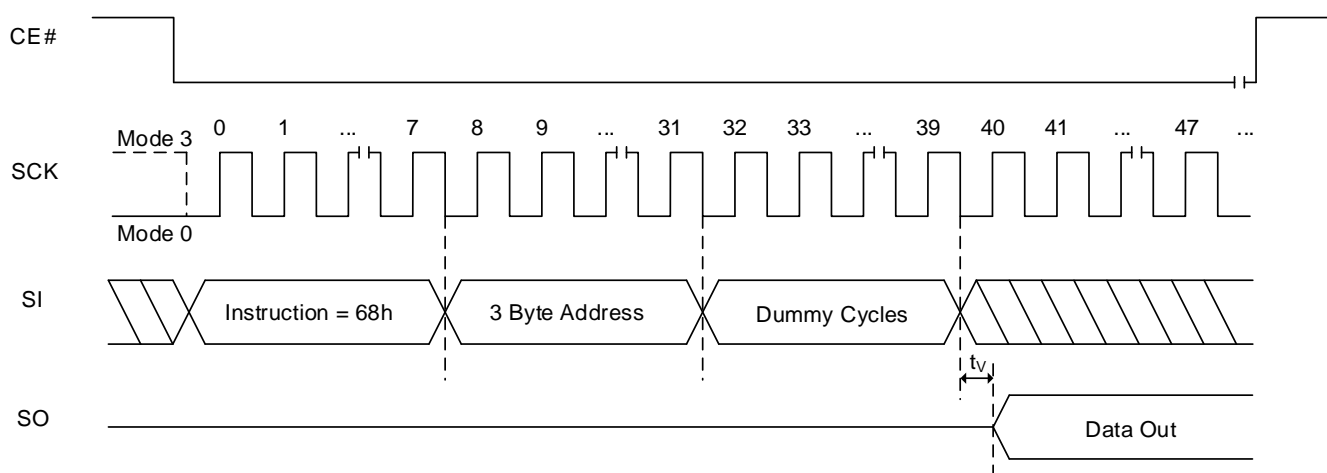 CE#
0 1 ... 7 8 9 ... 31 32 33 ... 39 40 41 ... 47 ...
Mode 3
SCK
Mode 0
SI
Instruction = 68h
3 Byte Address
Dummy Cycles
tV
SO
Data Out